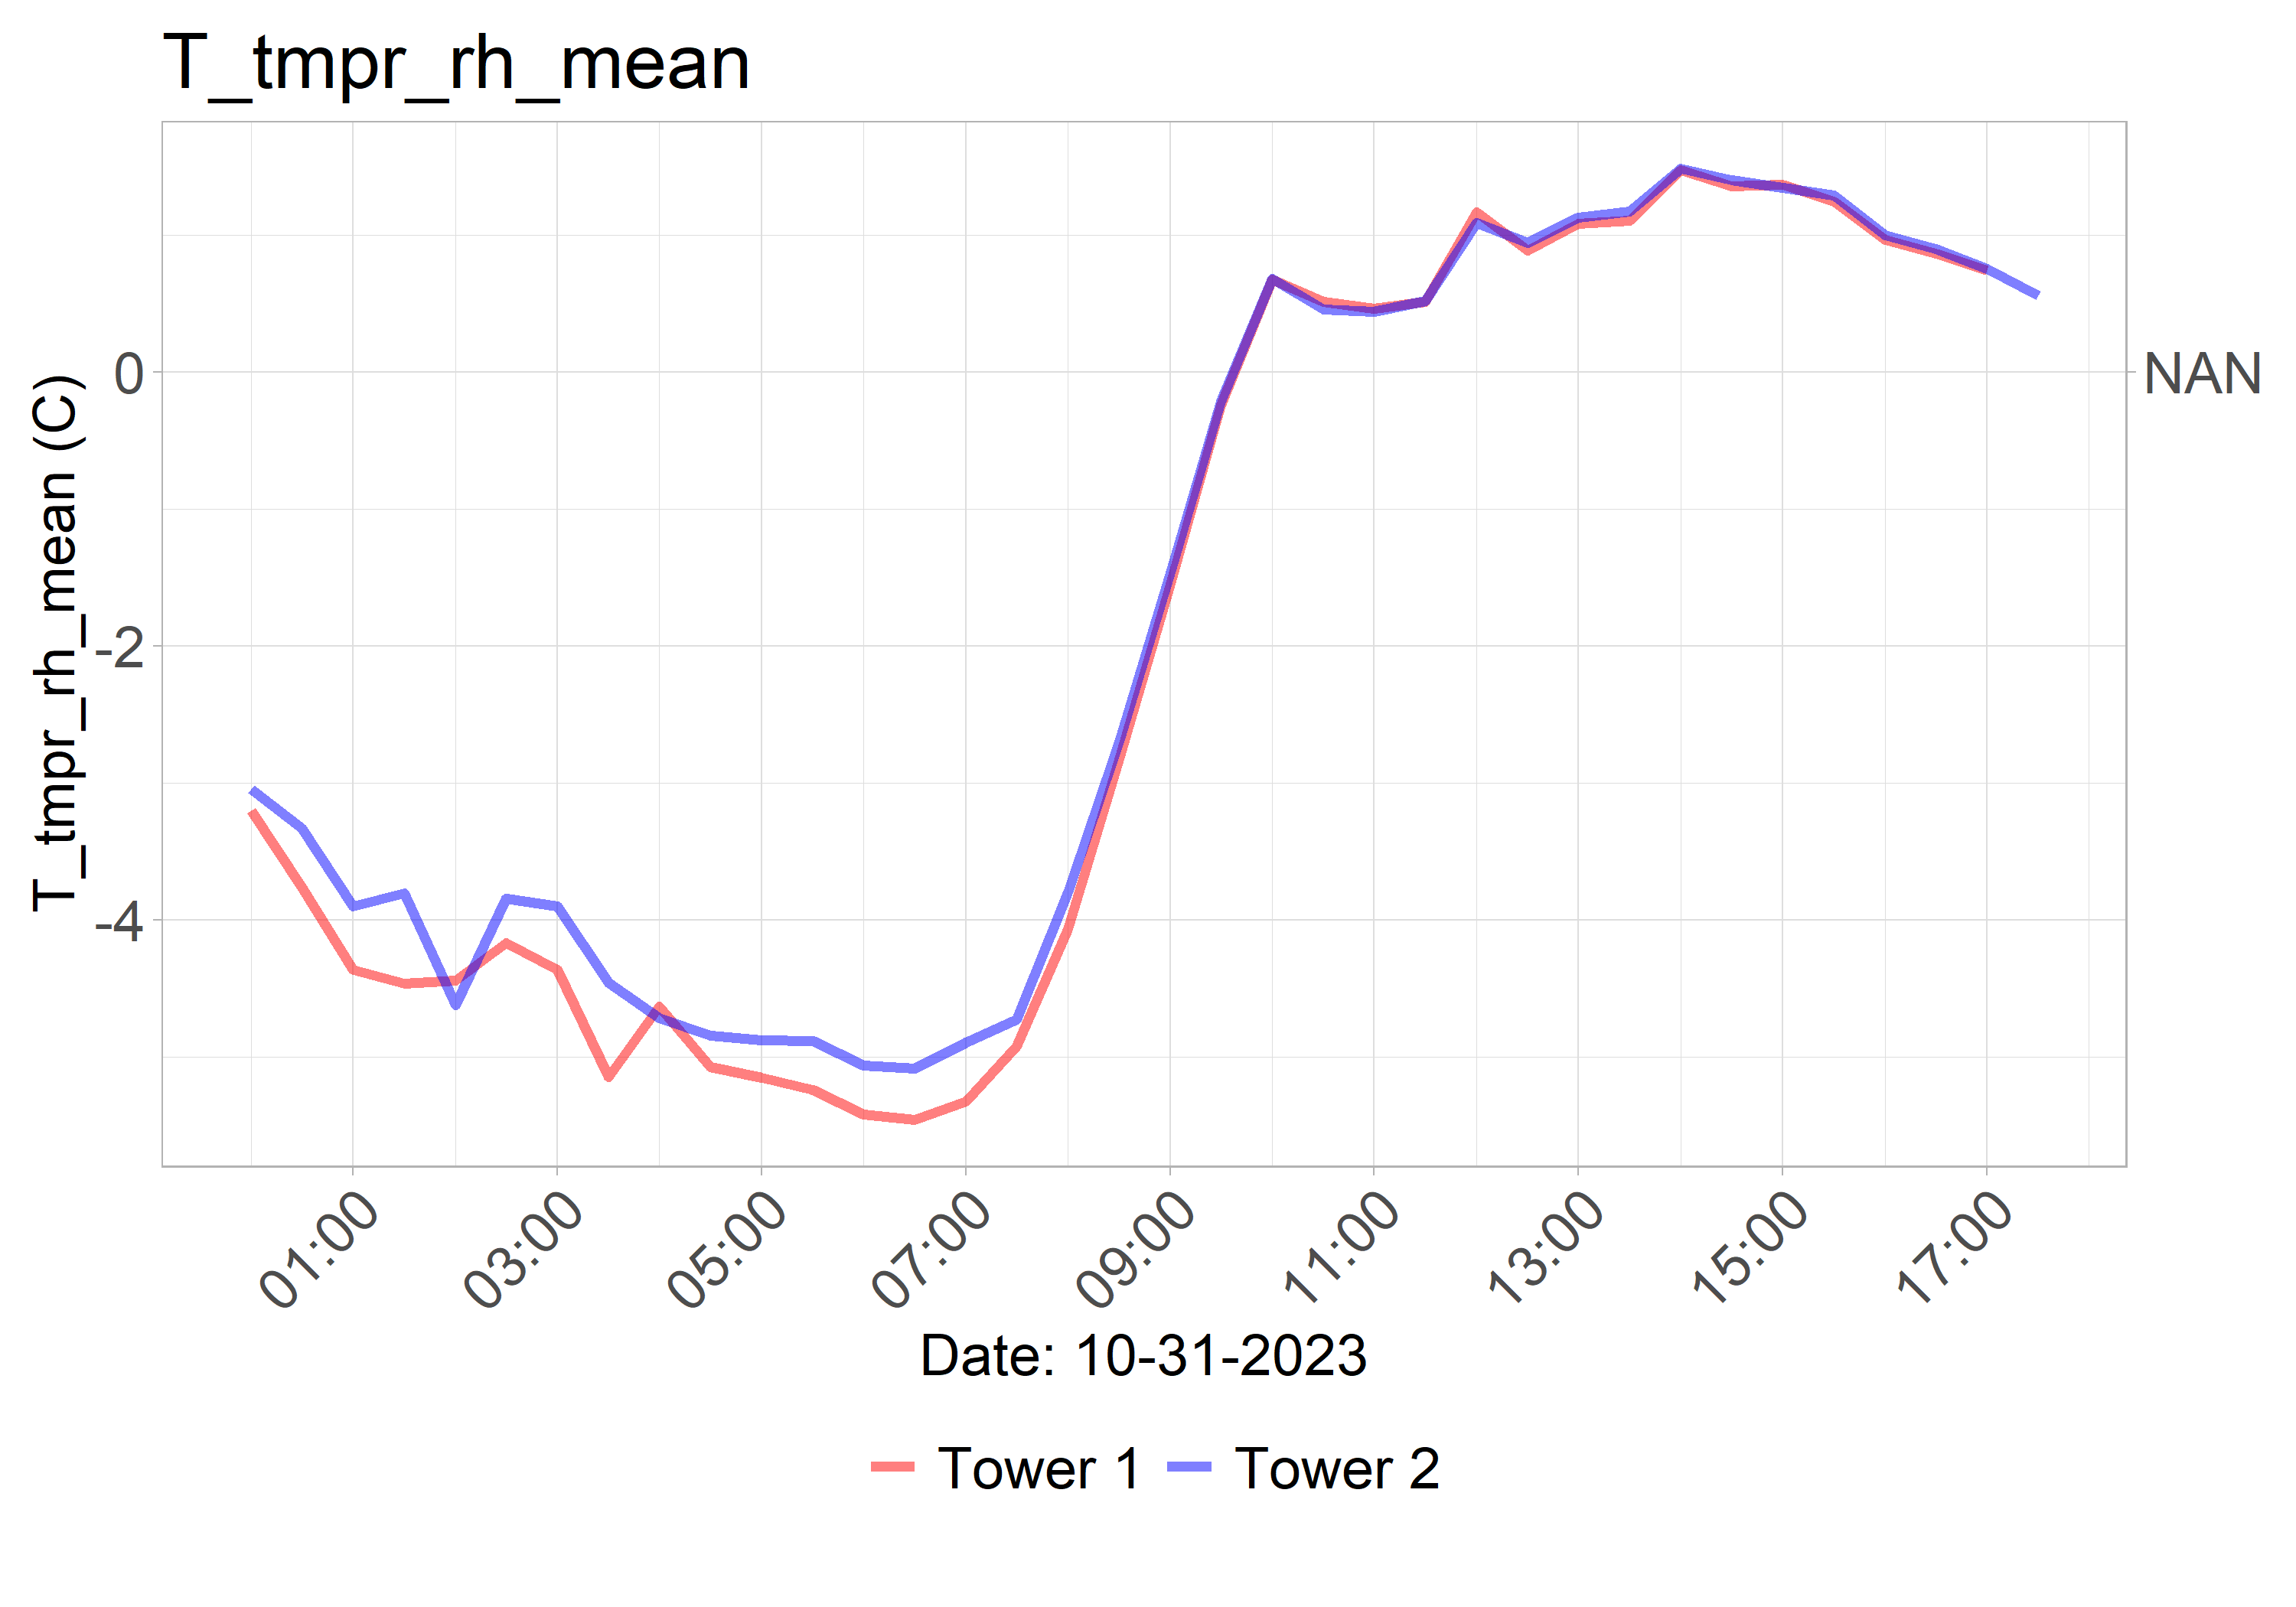 T_tmpr_rh_mean
T_tmpr_rh_mean (C)
0
-2
-4
NAN
01:00
03:00
05:00
07:00
09:00
11:00
13:00
15:00
17:00
Date: 10-31-2023
Tower 1
Tower 2